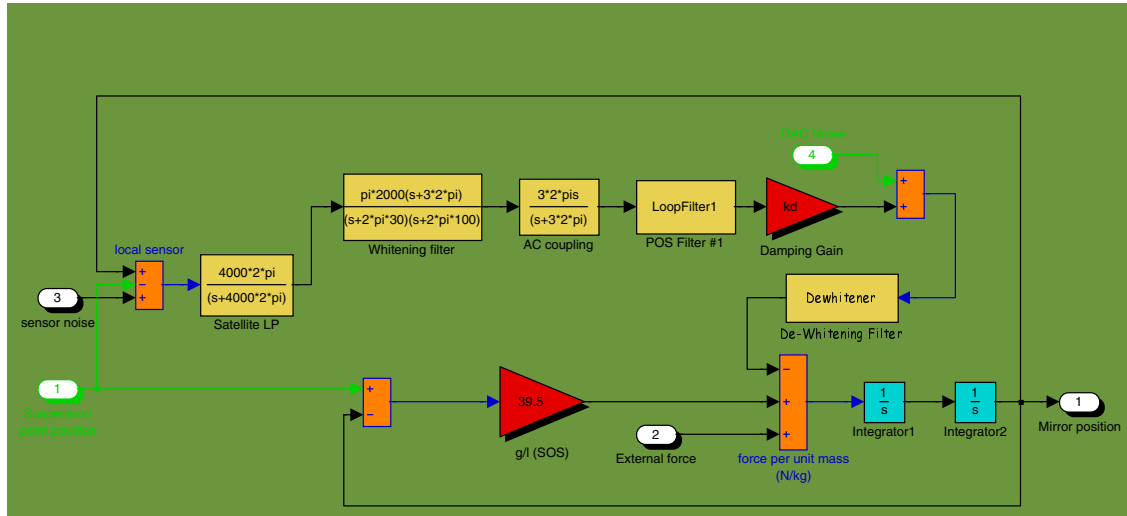 DAC Noise
4
+
+
pi*2000(s+3*2*pi)
(s+2*pi*30)(s+2*pi*100)
Whitening filter
3*2*pis
(s+3*2*pi)
AC coupling
LoopFilter1
POS Filter #1
kd
Damping Gain
local sensor
+
−
+
4000*2*pi
(s+4000*2*pi)
Satellite LP
3
sensor noise
Dewhitener
De-Whitening Filter
1
Suspension
point position
+
−
39.5
g/l (SOS)
2
External force
−
+
+
force per unit mass
(N/kg)
1
s
Integrator1
1
s
Integrator2
1
Mirror position